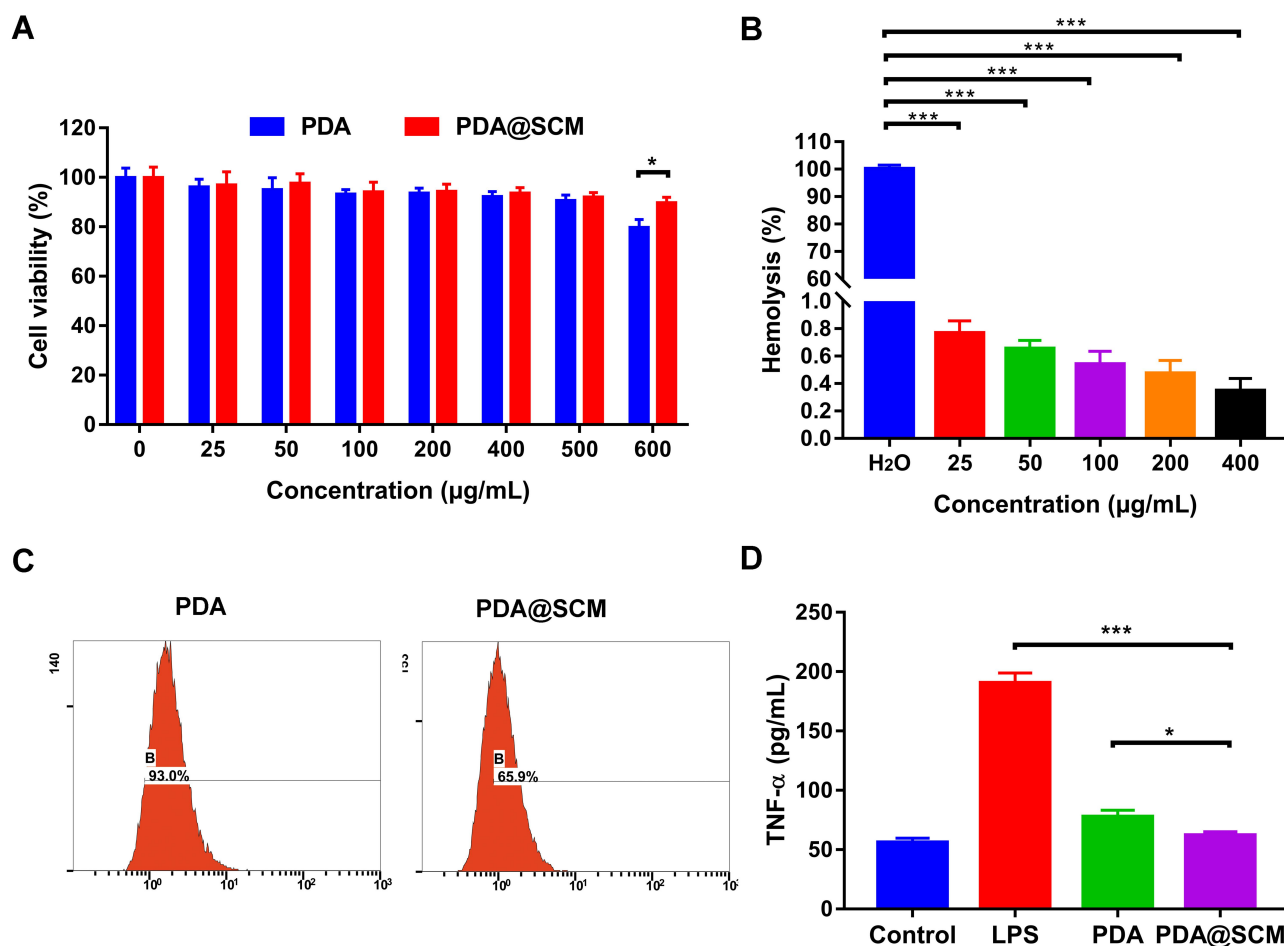 A
PDA PDA@SCM
*
Cell viability (%)
120
100
80
60
40
20
0
0 25 50 100 200 400 500 600
Concentration (µg/mL)
B
***
***
***
***
***
Hemolysis (%)
110
100
90
80
70
60
1.0
0.8
0.6
0.4
0.2
0.0
H2O 25 50 100 200 400
Concentration (µg/mL)
C
PDA
140
B
93.0%
10⁰ 10¹ 10² 10³
PDA@SCM
B
65.9%
10⁰ 10¹ 10²
D
***
*
TNF-α (pg/mL)
250
200
150
100
50
0
Control LPS PDA PDA@SCM